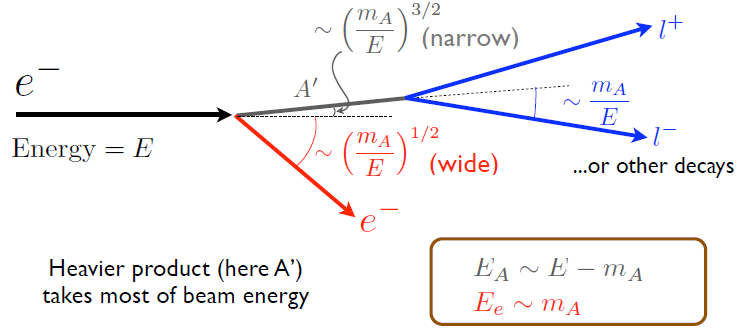 ∼ (m_A/E)^{3/2} (narrow)
l^+
e^−
A′
∼ m_A/E
Energy = E
∼ (m_A/E)^{1/2} (wide)
l^−
...or other decays
e^−
Heavier product (here A')
takes most of beam energy
E_A ∼ E − m_A
E_e ∼ m_A